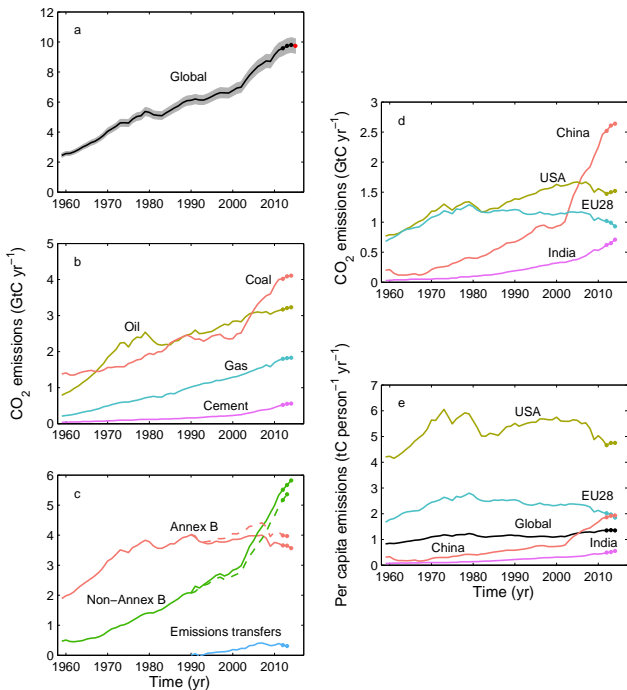 a
Global
12
10
8
6
4
2
0
1960 1970 1980 1990 2000 2010
CO2 emissions (GtC yr−1)
b
Coal
Oil
Gas
Cement
5
4
3
2
1
0
1960 1970 1980 1990 2000 2010
c
Annex B
Non−Annex B
Emissions transfers
6
5
4
3
2
1
0
1960 1970 1980 1990 2000 2010
Time (yr)
d
China
USA
EU28
India
3
2.5
2
1.5
1
0.5
0
1960 1970 1980 1990 2000 2010
CO2 emissions (GtC yr−1)
e
USA
EU28
Global
China
India
7
6
5
4
3
2
1
0
1960 1970 1980 1990 2000 2010
Time (yr)
Per capita emissions (tC person−1 yr−1)